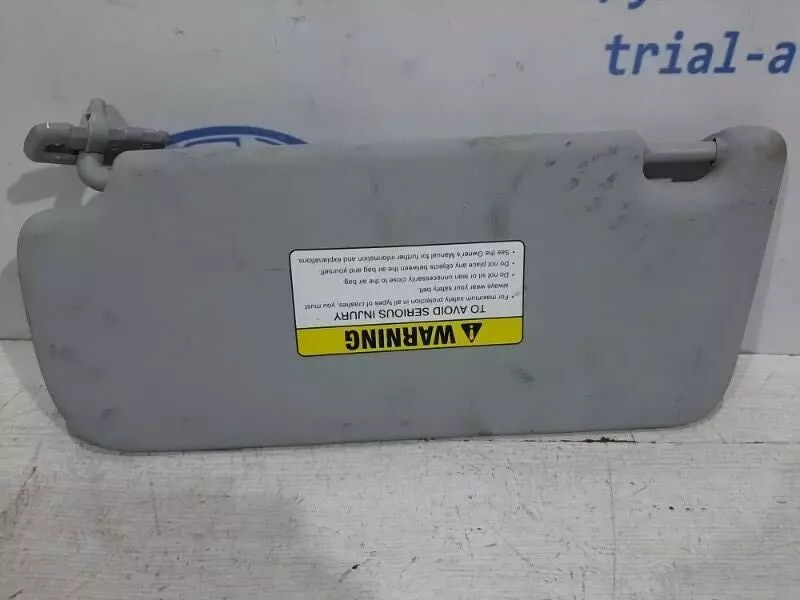 trial-a
WARNING
TO AVOID SERIOUS INJURY
• For maximum safety protection in all types of crashes, you must
always wear your safety belt.
• Do not sit or lean unnecessarily close to the air bag.
• Do not place any objects between the air bag and yourself.
• See the Owner's Manual for further information and explanations.